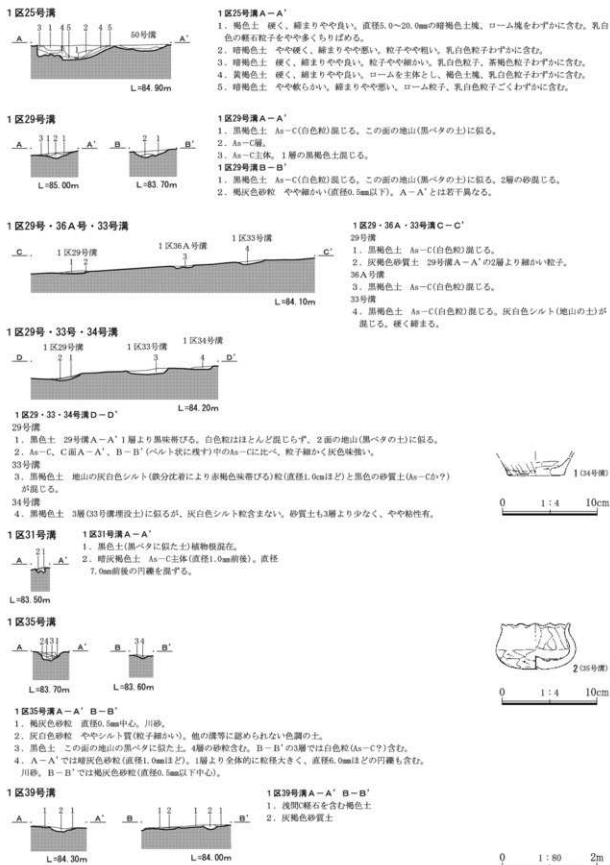 1区25号溝
A 3 1 4 5 1 2 4 5 50号溝 A'
L=84.90m
1区25号溝A-A'
1. 褐色土 硬く、締まりやや良い。直径5.0~20.0mmの暗褐色土塊、ローム塊をわずかに含む。乳白
色の軽石粒子をやや多くちりばめる。
2. 暗褐色土 やや硬く、締まりやや悪い。粒子やや粗い。乳白色粒子わずかに含む。
3. 暗褐色土 硬く、締まりやや良い。粒子やや細かい。乳白色粒子、茶褐色粒子わずかに含む。
4. 黄褐色土 硬く、締まりやや良い。ロームを主体とし、褐色土塊、乳白色粒子わずかに含む。
5. 暗褐色土 やや軟らかい。締まりやや悪い。ローム粒子、乳白色粒子ごくわずかに含む。
1区29号溝
A 3 1 2 1 A' B 2 1 B'
L=85.00m L=83.70m
1区29号溝A-A'
1. 黒褐色土 As-C(白色粒)混じる。この面の地山(黒ベタの土)に似る。
2. As-C層。
3. As-C主体。1層の黒褐色土混じる。
1区29号溝B-B'
1. 黒褐色土 As-C(白色粒)混じる。この面の地山(黒ベタの土)に似る、2層の砂混じる。
2. 褐灰色砂粒 やや細かい(直径0.5mm以下)。A-A'とは若干異なる。
1区29号・36A号・33号溝
C 1区29号溝 1 2 1区36A号溝 3 1区33号溝 4 C'
L=84.10m
1区29・36A・33号溝C-C'
29号溝
1. 黒褐色土 As-C(白色粒)混じる。
2. 灰褐色砂質土 29号溝A-A'の2層より細かい粒子。
36A号溝
3. 黒褐色土 As-C(白色粒)混じる。
33号溝
4. 黒褐色土 As-C(白色粒)混じる。灰白色シルト(地山の土)が
混じる。硬く締まる。
1区29号・33号・34号溝
D 1区29号溝 2 1 1区33号溝 3 1区34号溝 4 D'
L=84.20m
1区29・33・34号溝D-D'
29号溝
1. 黒色土 29号溝A-A'1層より黒味帯びる。白色粒はほとんど混じらず、2面の地山(黒ベタの土)に似る。
2. As-C、C面A-A'、B-B'(ベルト状に残す)中のAs-Cに比べ、粒子細かく灰色味強い。
33号溝
3. 黒褐色土 地山の灰白色シルト(鉄分沈着により赤褐色味帯びる)粒(直径1.0cmほど)と黒色の砂質土(As-Cか?)
が混じる。
34号溝
4. 黒褐色土 3層(33号溝埋没土)に似るが、灰白色シルト粒含まない。砂質土も3層より少なく、やや粘性有。
1 (34号溝)
0 1:4 10cm
1区31号溝
A 2 1 A'
L=83.50m
1区31号溝A-A'
1. 黒色土(黒ベタに似た土)植物根混在。
2. 暗灰褐色土 As-C主体(直径1.0mm前後)。直径
7.0mm前後の円礫を混ずる。
1区35号溝
A 2 4 3 1 A' B 3 4 B'
L=83.70m L=83.60m
2 (35号溝)
0 1:4 10cm
1区35号溝A-A' B-B'
1. 褐灰色砂粒 直径0.5mm中心。川砂。
2. 灰白色砂粒 ややシルト質(粒子細かい)。他の溝等に認められない色調の土。
3. 黒色土 この面の地山の黒ベタに似た土。4層の砂粒含む。B-B'の3層では白色粒(As-C?)含む。
4. A-A'では暗灰色砂粒(直径1.0mmほど)。1層より全体的に粒径大きく、直径6.0mmほどの円礫も含む。
川砂。B-B'では褐灰色砂粒(直径0.5mm以下中心)。
1区39号溝
A 1 2 1 A' B 1 2 1 2 1 B'
L=84.30m L=84.00m
1区39号溝A-A' B-B'
1. 浅間C軽石を含む褐色土
2. 灰褐色砂質土
0 1:80 2m